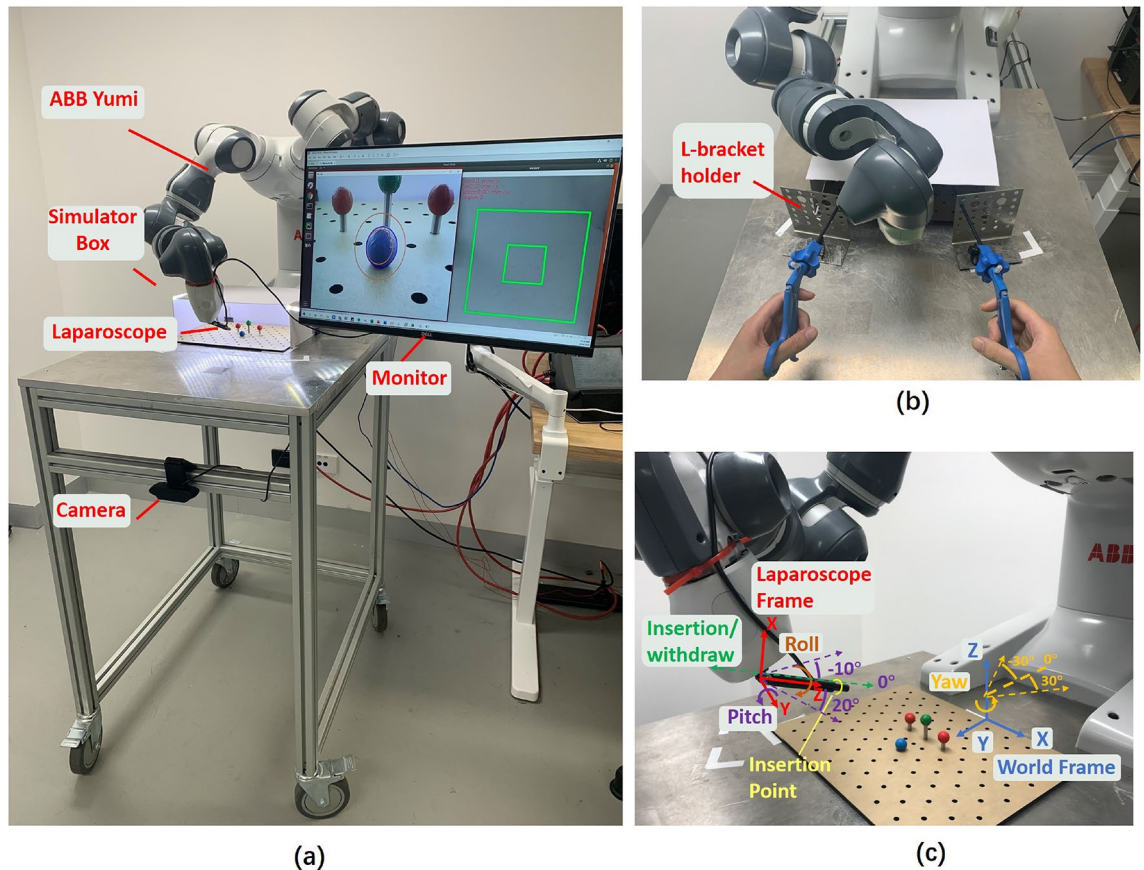 ABB Yumi
Simulator
Box
Laparoscope
Monitor
Camera
DELL
(a)
L-bracket
holder
(b)
Laparoscope
Frame
X
Insertion/
withdraw
Roll
-10°
0°
Z
20°
Pitch
Y
Insertion
Point
ABB
Z
-30°
0°
30°
Yaw
Y
X
World Frame
(c)